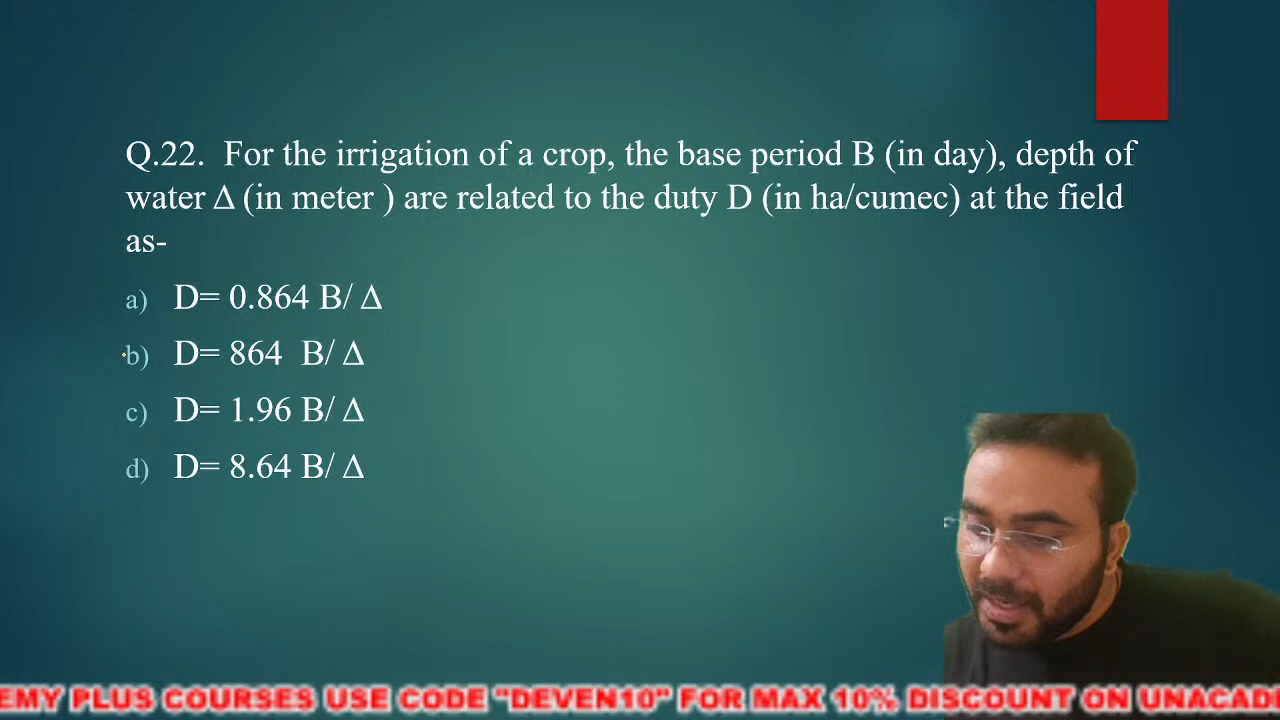 Q.22. For the irrigation of a crop, the base period B (in day), depth of
water Δ (in meter ) are related to the duty D (in ha/cumec) at the field
as-
a) D= 0.864 B/ Δ
b) D= 864 B/ Δ
c) D= 1.96 B/ Δ
d) D= 8.64 B/ Δ
EMY PLUS COURSES USE CODE "DEVEN10" FOR MAX 10% DISCOUNT ON UNACADE